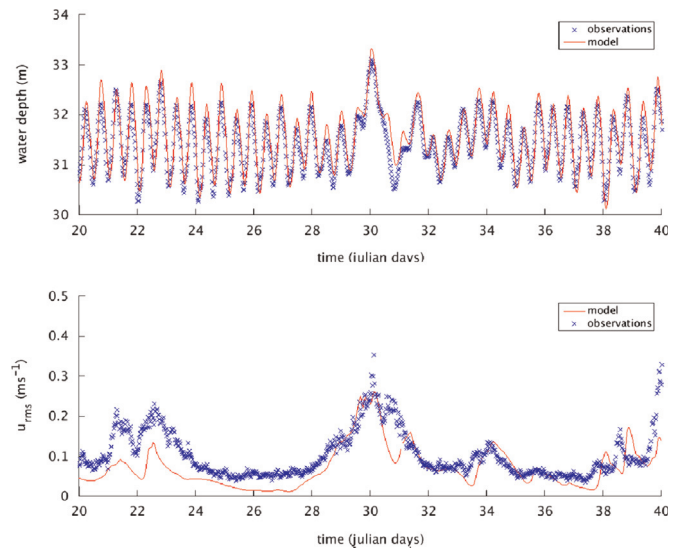 34
33
32
31
30
water depth (m)
observations
model
20 22 24 26 28 30 32 34 36 38 40
time (julian days)
0.5
0.4
0.3
0.2
0.1
0
u rms (ms-1)
model
observations
20 22 24 26 28 30 32 34 36 38 40
time (julian days)